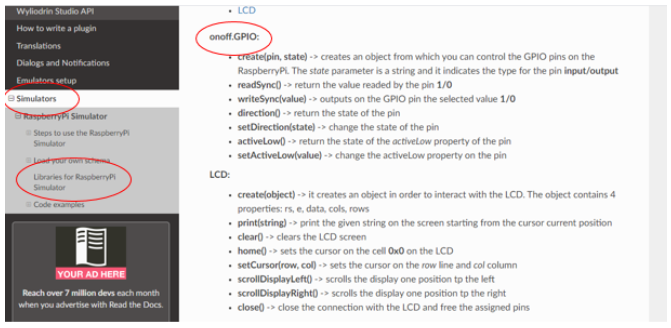 Wyliodrin Studio API
How to write a plugin
Translations
Dialogs and Notifications
Emulators setup
Simulators
RaspberryPi Simulator
Steps to use the RaspberryPi
Simulator
Load your own schema
Libraries for RaspberryPi
Simulator
Code examples
YOUR AD HERE
Reach over 7 million devs each month
when you advertise with Read the Docs.
• LCD
onoff.GPIO:
• create(pin, state) -> creates an object from which you can control the GPIO pins on the
RaspberryPi. The state parameter is a string and it indicates the type for the pin input/output
• readSync() -> return the value readed by the pin 1/0
• writeSync(value) -> outputs on the GPIO pin the selected value 1/0
• direction() -> return the state of the pin
• setDirection(state) -> change the state of the pin
• activeLow() -> return the state of the activeLow property of the pin
• setActiveLow(value) -> change the activeLow property on the pin
LCD:
• create(object) -> it creates an object in order to interact with the LCD. The object contains 4
properties: rs, e, data, cols, rows
• print(string) -> print the given string on the screen starting from the cursor current position
• clear() -> clears the LCD screen
• home() -> sets the cursor on the cell 0x0 on the LCD
• setCursor(row, col) -> sets the cursor on the row line and col column
• scrollDisplayLeft() -> scrolls the display one position tp the left
• scrollDisplayRight() -> scrolls the display one position tp the right
• close() -> close the connection with the LCD and free the assigned pins